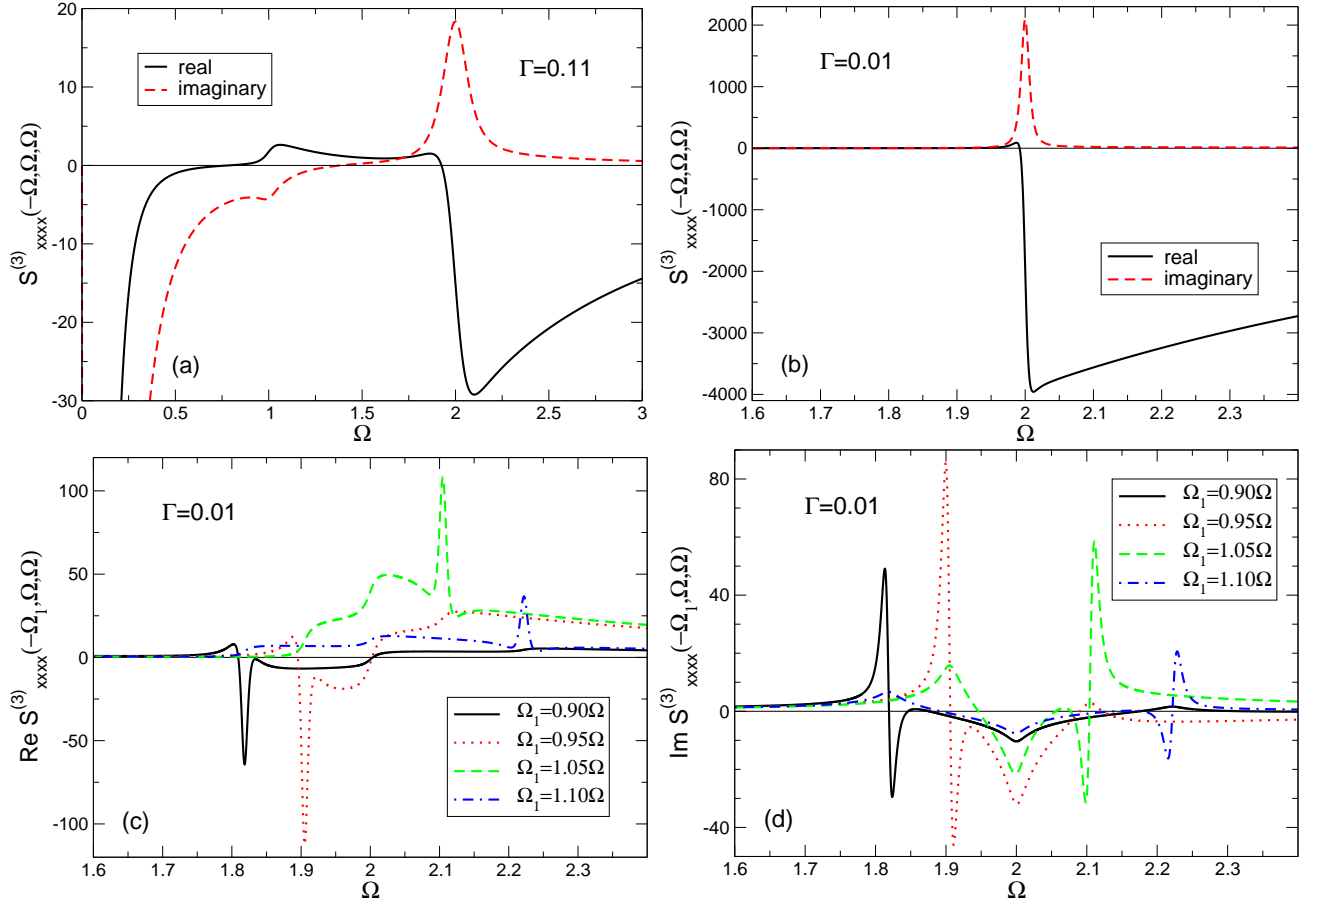 20
10
0
-10
-20
-30
0
0.5
1
1.5
2
2.5
3
Ω
S(3)xxxx(-Ω,Ω,Ω)
real
imaginary
Γ=0.11
(a)
2000
1000
0
-1000
-2000
-3000
-4000
1.6
1.7
1.8
1.9
2
2.1
2.2
2.3
Ω
S(3)xxxx(-Ω,Ω,Ω)
Γ=0.01
real
imaginary
(b)
100
50
0
-50
-100
1.6
1.7
1.8
1.9
2
2.1
2.2
2.3
Ω
Re S(3)xxxx(-Ω1,Ω,Ω)
Γ=0.01
Ω1=0.90Ω
Ω1=0.95Ω
Ω1=1.05Ω
Ω1=1.10Ω
(c)
80
40
0
-40
1.6
1.7
1.8
1.9
2
2.1
2.2
2.3
Ω
Im S(3)xxxx(-Ω1,Ω,Ω)
Γ=0.01
Ω1=0.90Ω
Ω1=0.95Ω
Ω1=1.05Ω
Ω1=1.10Ω
(d)